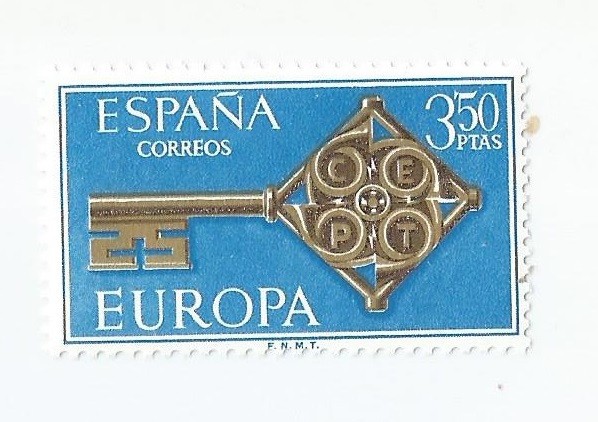 ESPAÑA
CORREOS
3'50
PTAS
C E
P T
EUROPA
F. N. M. T.